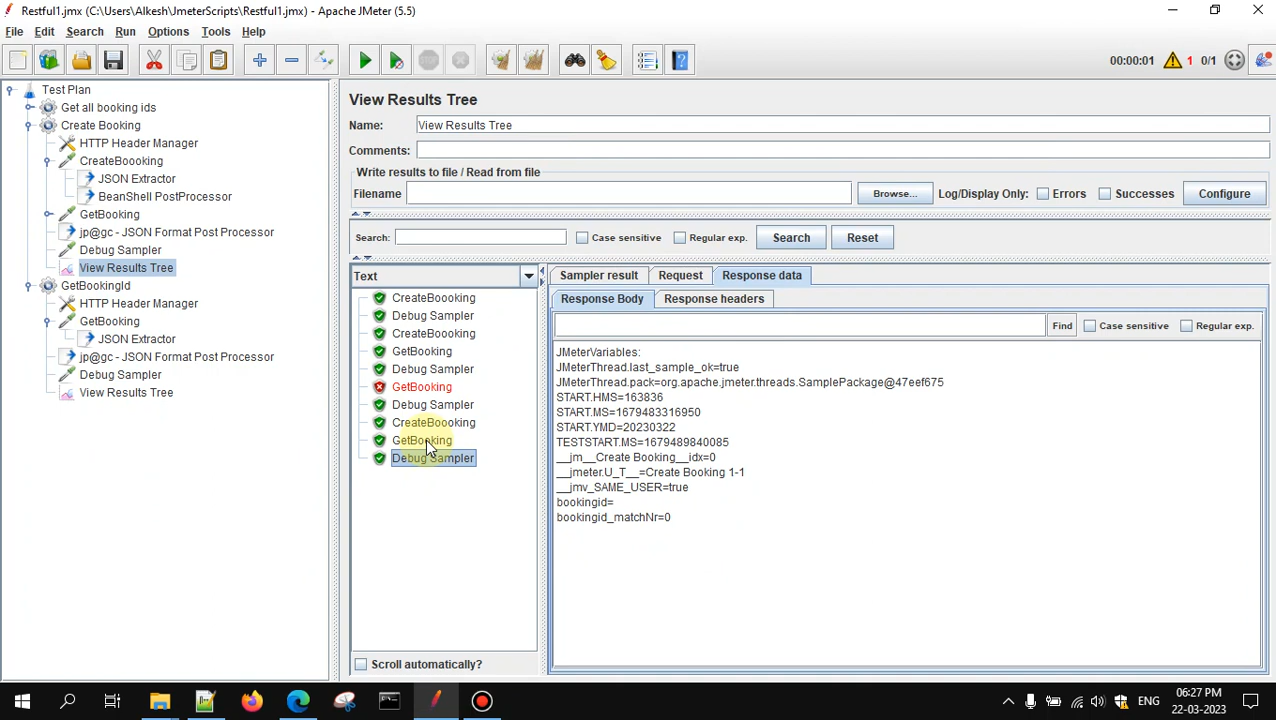 Restful1.jmx (C:\Users\Alkesh\JmeterScripts\Restful1.jmx) - Apache JMeter (5.5)
File Edit Search Run Options Tools Help
00:00:01 1 0/1
Test Plan
Get all booking ids
Create Booking
HTTP Header Manager
CreateBoooking
JSON Extractor
BeanShell PostProcessor
GetBooking
jp@gc - JSON Format Post Processor
Debug Sampler
View Results Tree
GetBookingId
HTTP Header Manager
GetBooking
JSON Extractor
jp@gc - JSON Format Post Processor
Debug Sampler
View Results Tree
View Results Tree
Name: View Results Tree
Comments:
Write results to file / Read from file
Filename Browse... Log/Display Only: Errors Successes Configure
Search: Case sensitive Regular exp. Search Reset
Text
CreateBoooking
Debug Sampler
CreateBoooking
GetBooking
Debug Sampler
GetBooking
Debug Sampler
CreateBoooking
GetBooking
Debug Sampler
Scroll automatically?
Sampler result Request Response data
Response Body Response headers
Find Case sensitive Regular exp.
JMeterVariables:
JMeterThread.last_sample_ok=true
JMeterThread.pack=org.apache.jmeter.threads.SamplePackage@47eef675
START.HMS=163836
START.MS=1679483316950
START.YMD=20230322
TESTSTART.MS=1679489840085
__jm__Create Booking__idx=0
__jmeter.U_T__=Create Booking 1-1
__jmv_SAME_USER=true
bookingid=
bookingid_matchNr=0
ENG
06:27 PM
22-03-2023